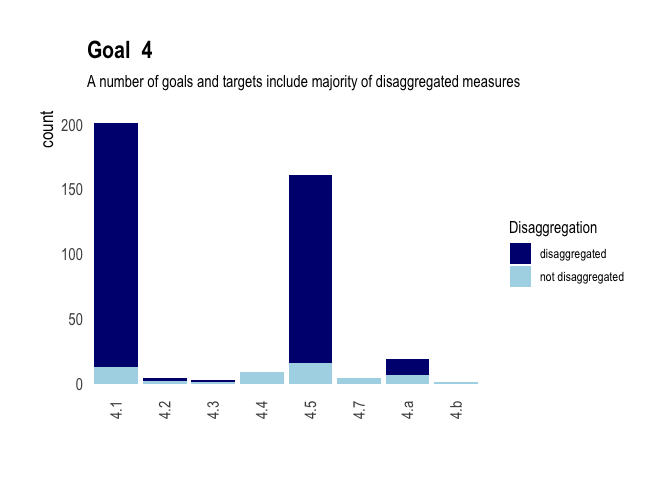 Goal  4
A number of goals and targets include majority of disaggregated measures
count
200
150
100
50
0
4.1
4.2
4.3
4.4
4.5
4.7
4.a
4.b
Disaggregation
disaggregated
not disaggregated